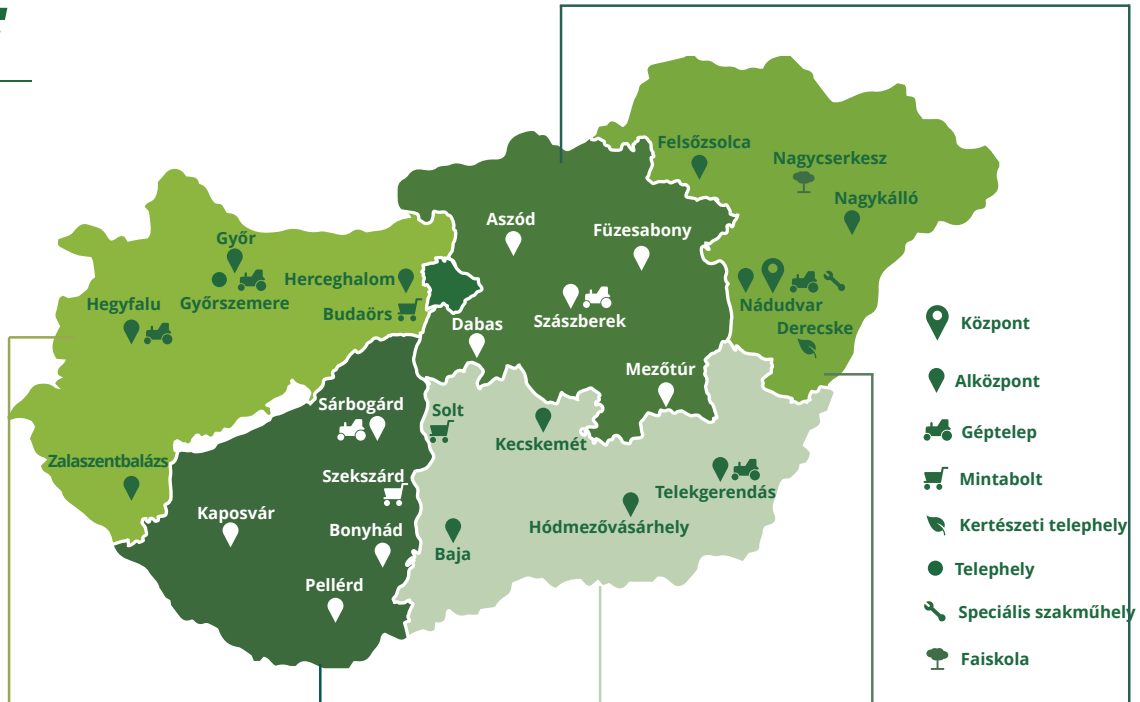 Felsőzsolca
Nagycserkesz
Nagykálló
Aszód
Füzesabony
Győr
Herceghalom
Győrszemere
Hegyfalu
Budaörs
Nádudvar
Szászberek
Dabas
Derecske
Mezőtúr
Sárbogárd
Solt
Kecskemét
Zalaszentbalázs
Szekszárd
Telekgerendás
Kaposvár
Hódmezővásárhely
Bonyhád
Baja
Pellérd
Központ
Alközpont
Géptelep
Mintabolt
Kertészeti telephely
Telephely
Speciális szakműhely
Faiskola